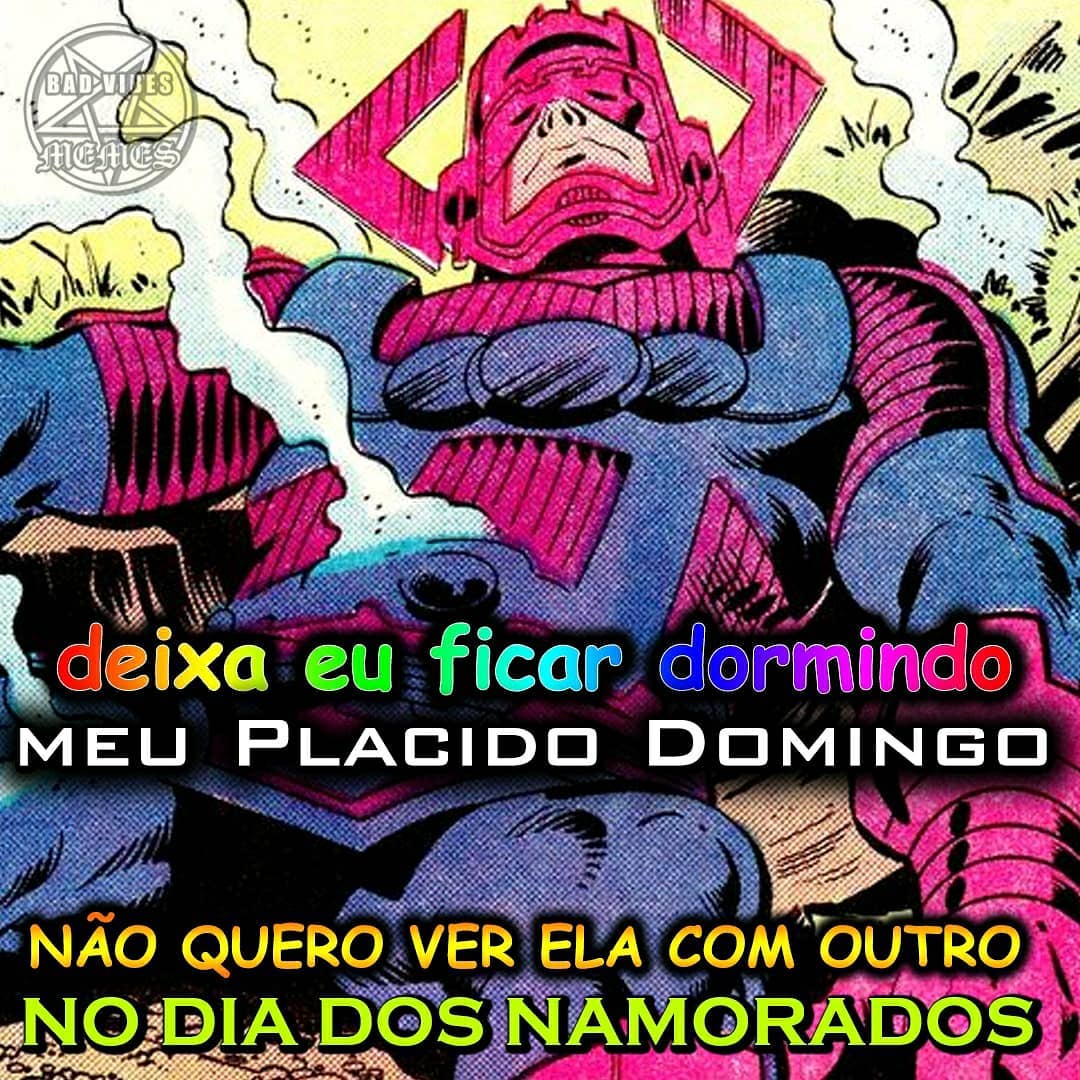 BAD VIBES
MEMES
deixa eu ficar dormindo
MEU PLACIDO DOMINGO
NÃO QUERO VER ELA COM OUTRO
NO DIA DOS NAMORADOS